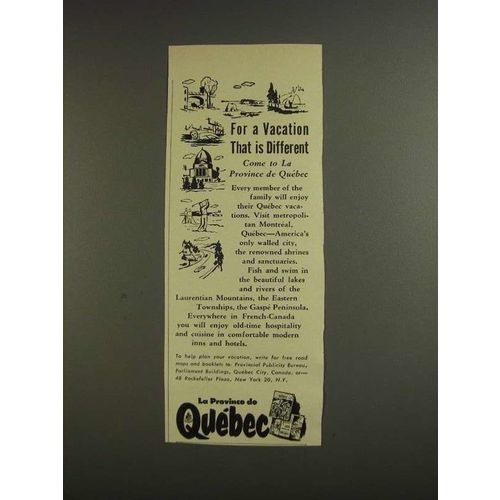 For a Vacation
That is Different
Come to La
Province de Québec
Every member of the
family will enjoy
their Québec vaca-
tions. Visit metropoli-
tan Montréal,
Québec—America's
only walled city,
the renowned shrines
and sanctuaries.
Fish and swim in
the beautiful lakes
and rivers of the
Laurentian Mountains, the Eastern
Townships, the Gaspé Peninsula.
Everywhere in French-Canada
you will enjoy old-time hospitality
and cuisine in comfortable modern
inns and hotels.
To help plan your vacation, write for free road
maps and booklets to: Provincial Publicity Bureau,
Parliament Buildings, Québec City, Canada. or—
48 Rockefeller Plaza, New York 20, N.Y.
La Province de
Québec